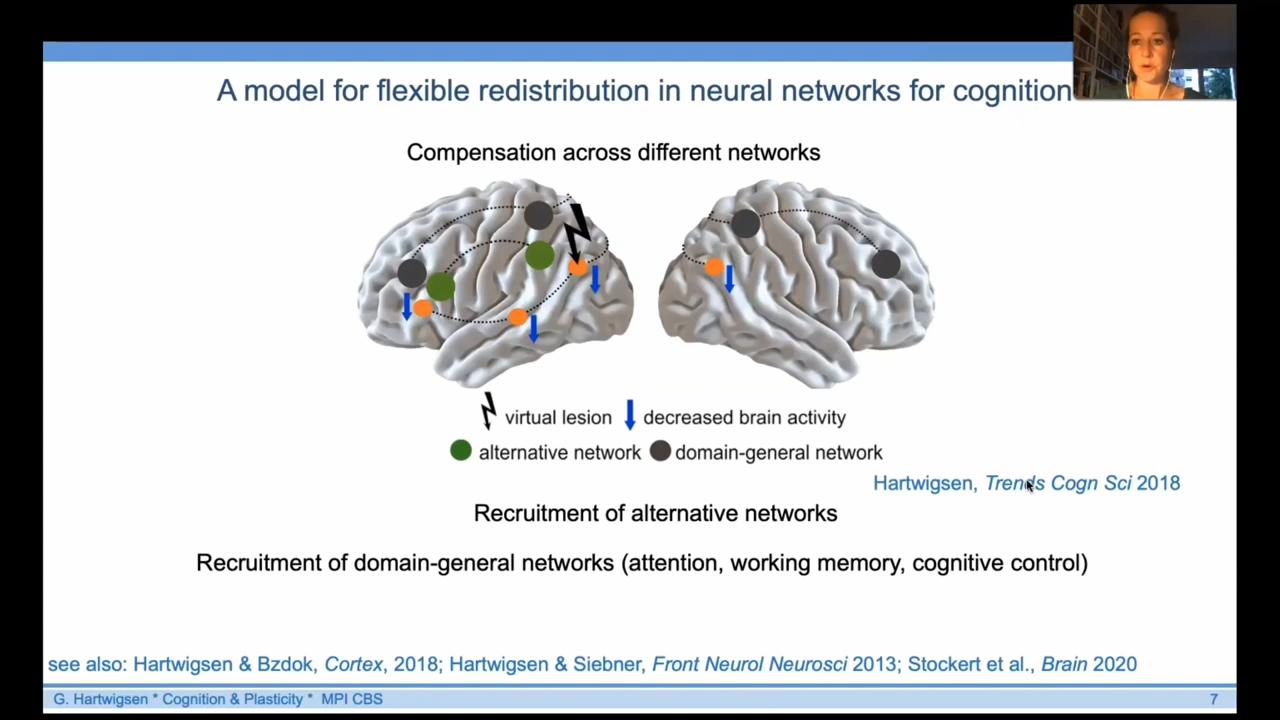 A model for flexible redistribution in neural networks for cognition
Compensation across different networks
virtual lesion decreased brain activity
alternative network domain-general network
Hartwigsen, Trends Cogn Sci 2018
Recruitment of alternative networks
Recruitment of domain-general networks (attention, working memory, cognitive control)
see also: Hartwigsen & Bzdok, Cortex, 2018; Hartwigsen & Siebner, Front Neurol Neurosci 2013; Stockert et al., Brain 2020
G. Hartwigsen * Cognition & Plasticity * MPI CBS 7